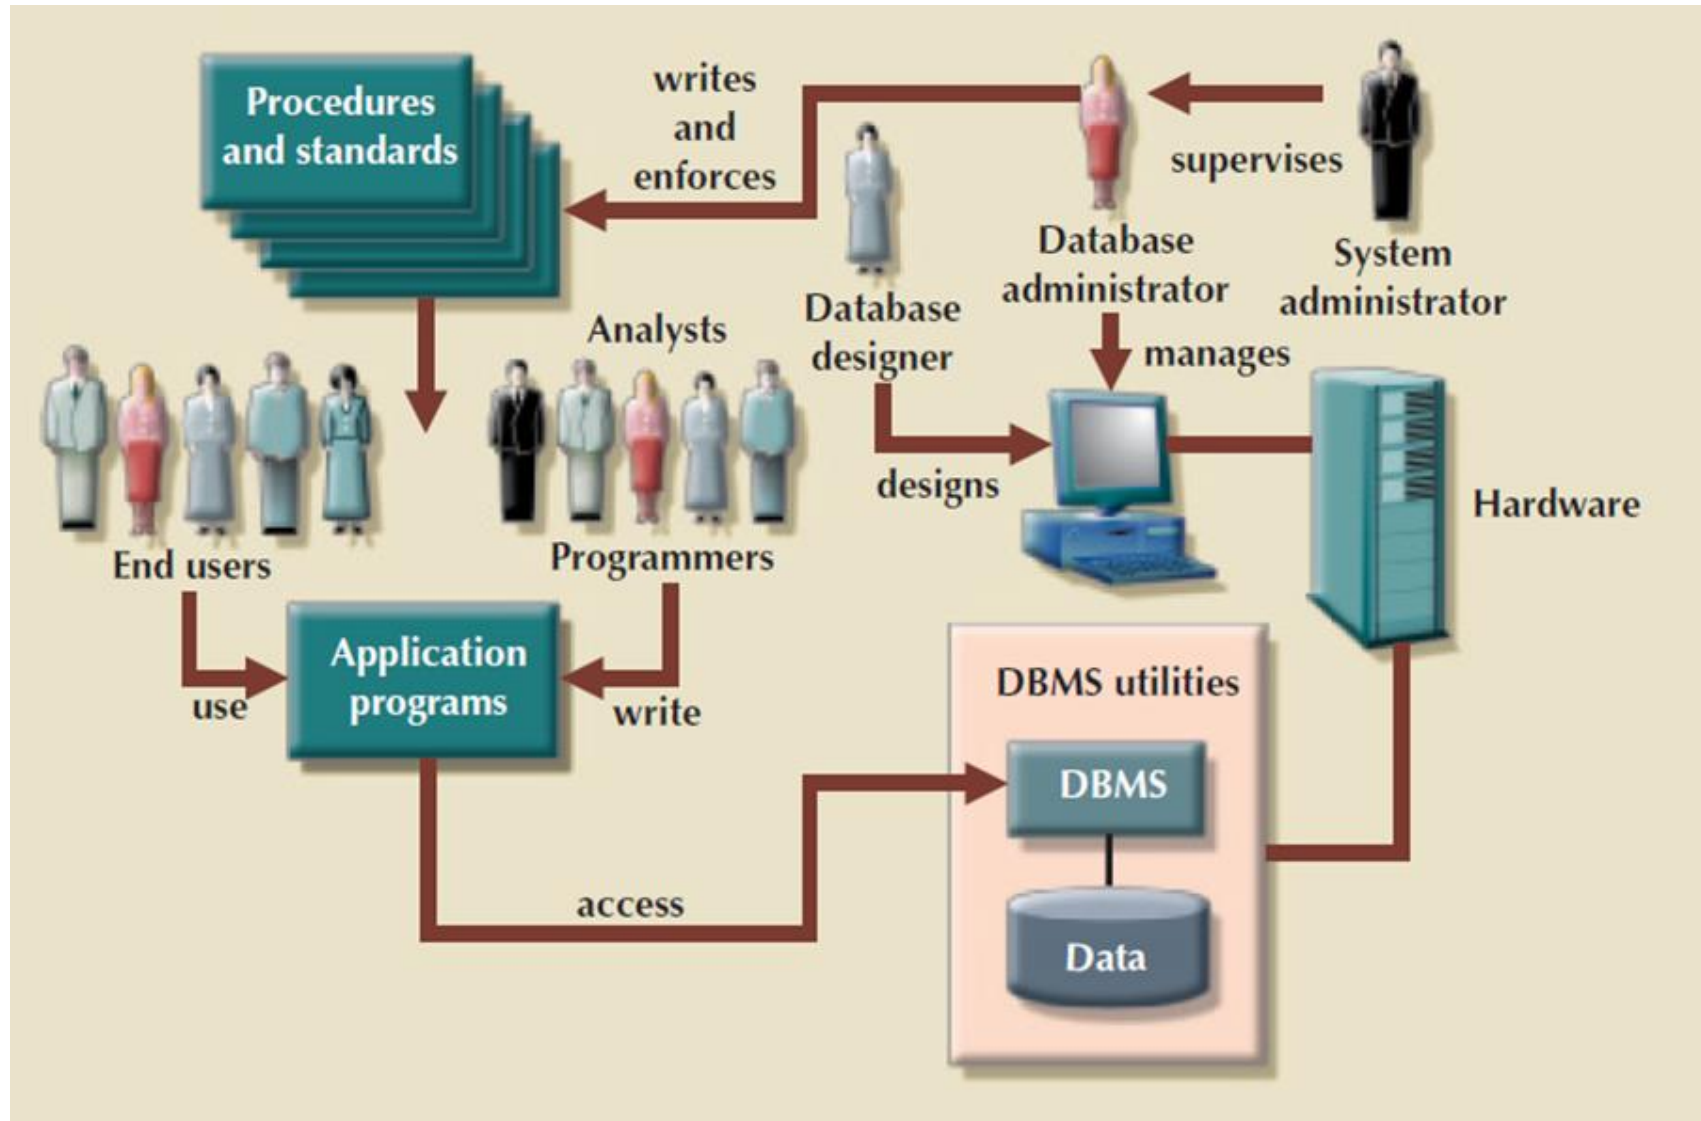 Procedures
and standards
writes
and
enforces
supervises
Database
administrator
System
administrator
Database
designer
Analysts
manages
designs
Hardware
End users
Programmers
Application
programs
use
write
DBMS utilities
DBMS
access
Data